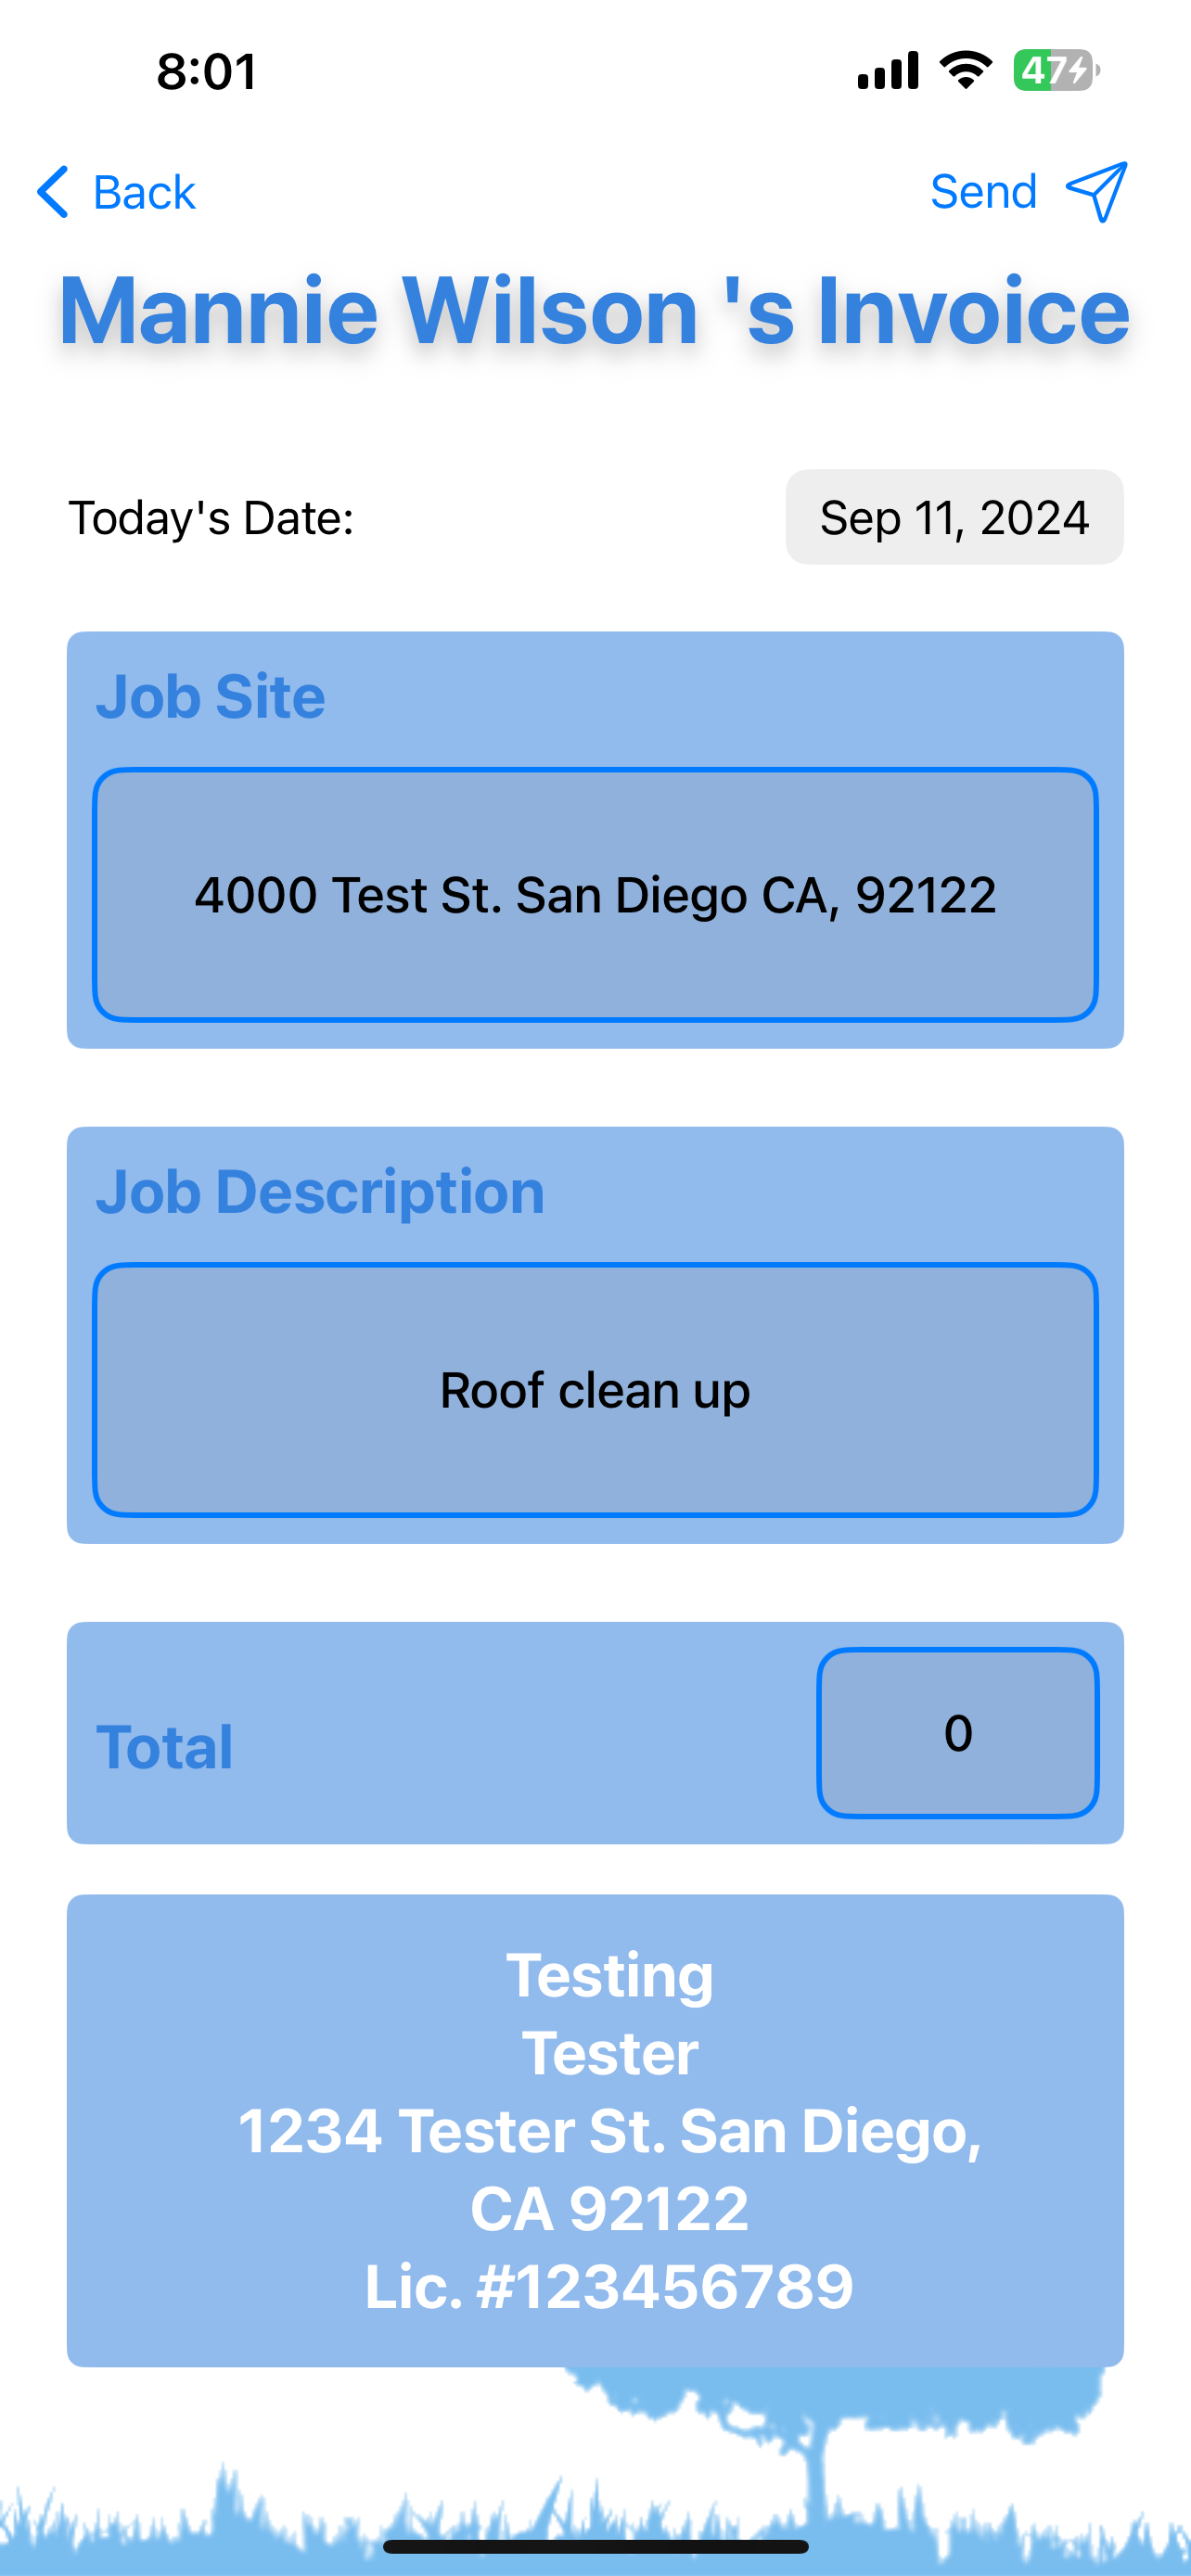 8:01
47
Back
Send
Mannie Wilson 's Invoice
Today's Date:
Sep 11, 2024
Job Site
4000 Test St. San Diego CA, 92122
Job Description
Roof clean up
Total
0
Testing
Tester
1234 Tester St. San Diego,
CA 92122
Lic. #123456789